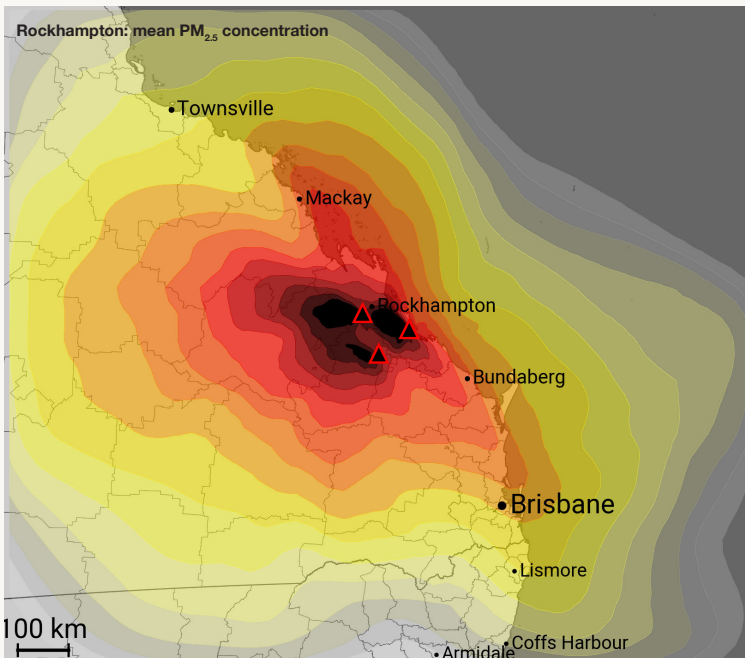 Rockhampton: mean PM2.5 concentration
Townsville
Mackay
Rockhampton
Bundaberg
Brisbane
Lismore
100 km
Coffs Harbour
Armidale